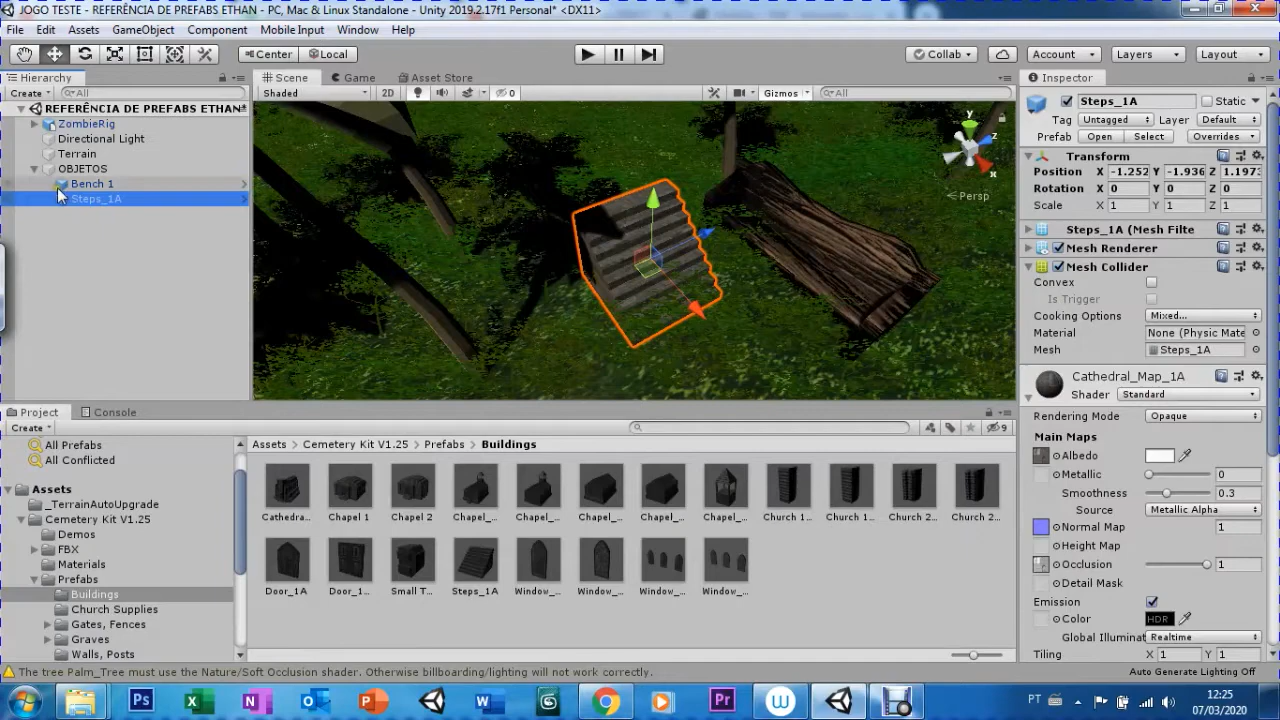 JOGO TESTE - REFERÊNCIA DE PREFABS ETHAN - PC, Mac & Linux Standalone - Unity 2019.2.17f1 Personal* <DX11>
File Edit Assets GameObject Component Mobile Input Window Help
Center Local Collab Account Layers Layout
Hierarchy Scene Game Asset Store Inspector
Create All Shaded 2D 0 Gizmos All
REFERÊNCIA DE PREFABS ETHAN
ZombieRig
Directional Light
Terrain
OBJETOS
Bench 1
Steps_1A
y
z
x
Persp
Steps_1A Static
Tag Untagged Layer Default
Prefab Open Select Overrides
Transform
Position X -1.252 Y -1.936 Z 1.197
Rotation X 0 Y 0 Z 0
Scale X 1 Y 1 Z 1
Steps_1A (Mesh Filte
Mesh Renderer
Mesh Collider
Convex
Is Trigger
Cooking Options Mixed...
Material None (Physic Mate
Mesh Steps_1A
Cathedral_Map_1A
Shader Standard
Rendering Mode Opaque
Main Maps
Albedo
Metallic 0
Smoothness 0.3
Source Metallic Alpha
Normal Map 1
Height Map
Occlusion 1
Detail Mask
Emission
Color HDR
Global Illuminat Realtime
Tiling X 1 Y 1
Project Console
Create 9
All Prefabs
All Conflicted
Assets
_TerrainAutoUpgrade
Cemetery Kit V1.25
Demos
FBX
Materials
Prefabs
Buildings
Church Supplies
Gates, Fences
Graves
Walls, Posts
Assets Cemetery Kit V1.25 Prefabs Buildings
Cathedra... Chapel 1 Chapel 2 Chapel_... Chapel_... Chapel_... Chapel_... Chapel_... Church 1... Church 1... Church 2... Church 2...
Door_1A Door_1... Small T... Steps_1A Window_... Window_... Window_... Window_...
The tree Palm_Tree must use the Nature/Soft Occlusion shader. Otherwise billboarding/lighting will not work correctly.
Auto Generate Lighting Off
Ps Pr
PT 12:25
07/03/2020